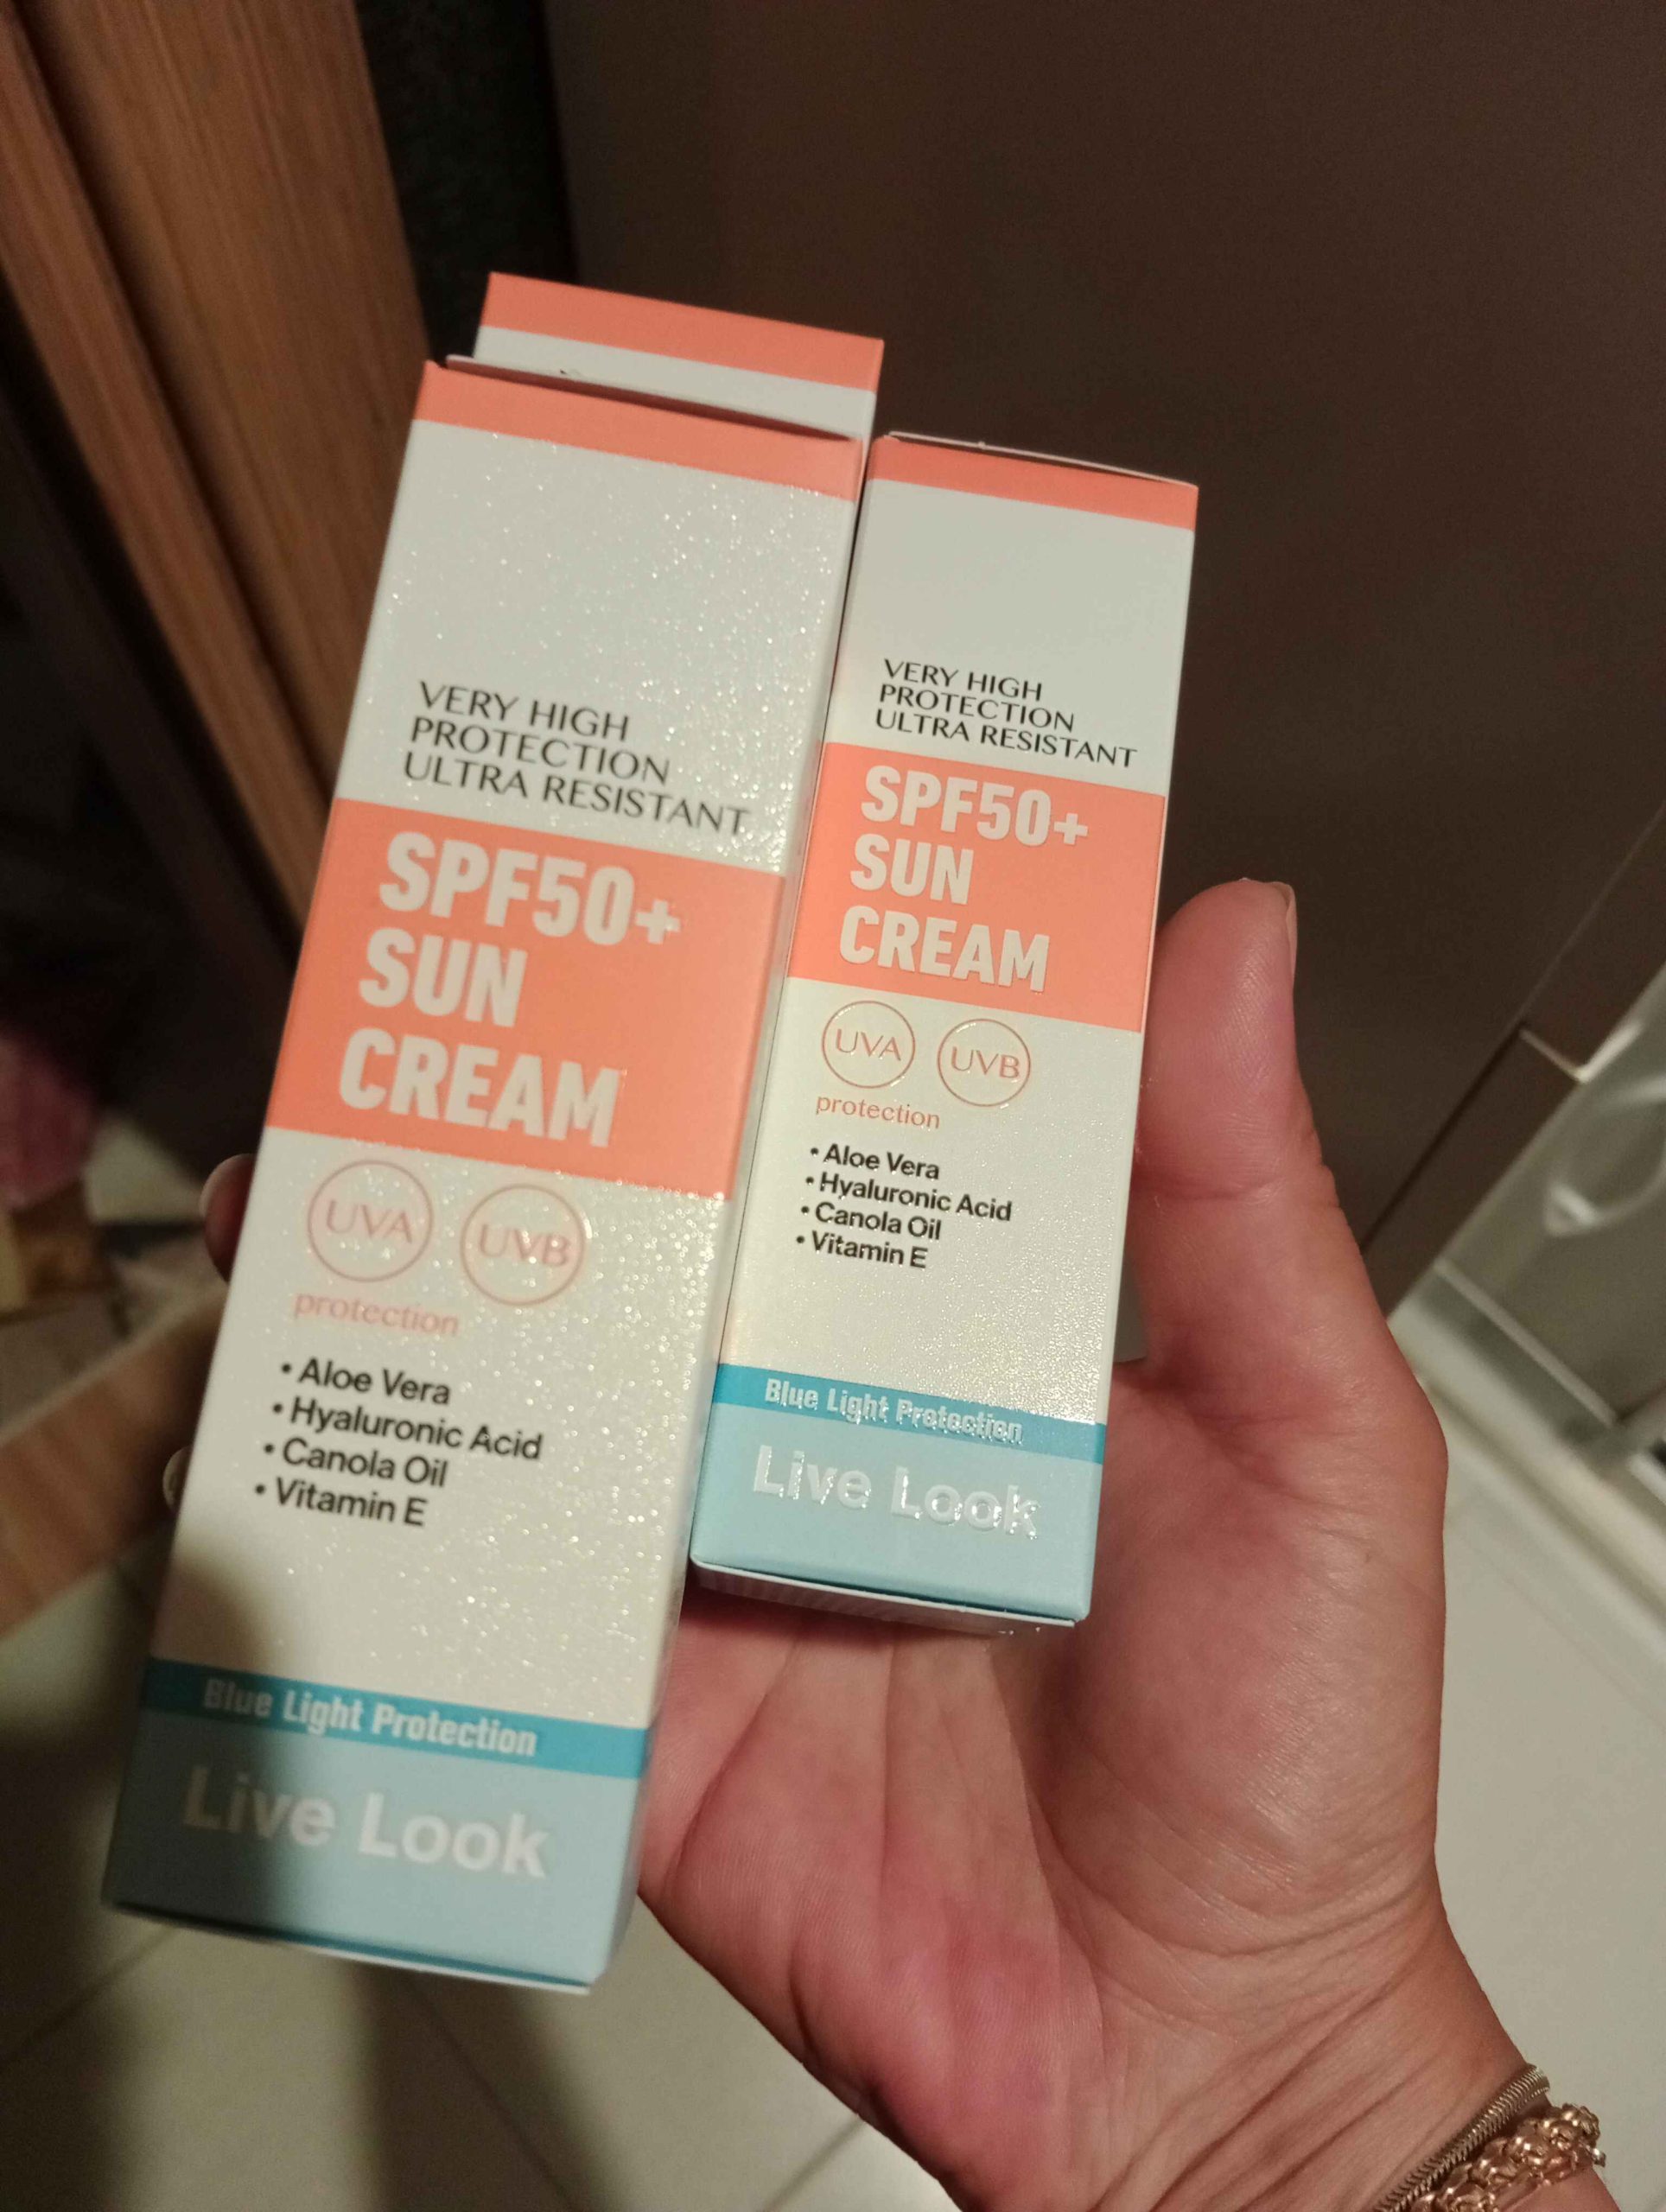 VERY HIGH
PROTECTION
ULTRA RESISTANT
SPF50+
SUN
CREAM
UVA UVB
protection
• Aloe Vera
• Hyaluronic Acid
• Canola Oil
• Vitamin E
Blue Light Protection
Live Look
VERY HIGH
PROTECTION
ULTRA RESISTANT
SPF50+
SUN
CREAM
UVA UVB
protection
• Aloe Vera
• Hyaluronic Acid
• Canola Oil
• Vitamin E
Blue Light Protection
Live Look